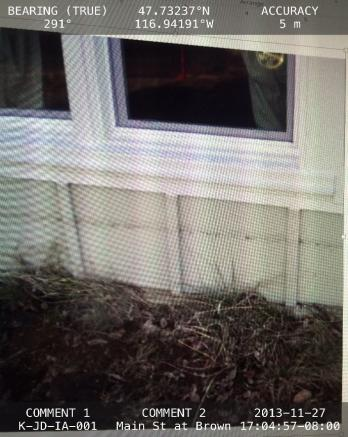 BEARING (TRUE) 47.73237°N ACCURACY
291° 116.94191°W 5 m
COMMENT 1 COMMENT 2 2013-11-27
K-JD-IA-001 Main St at Brown 17:04:57-08:00